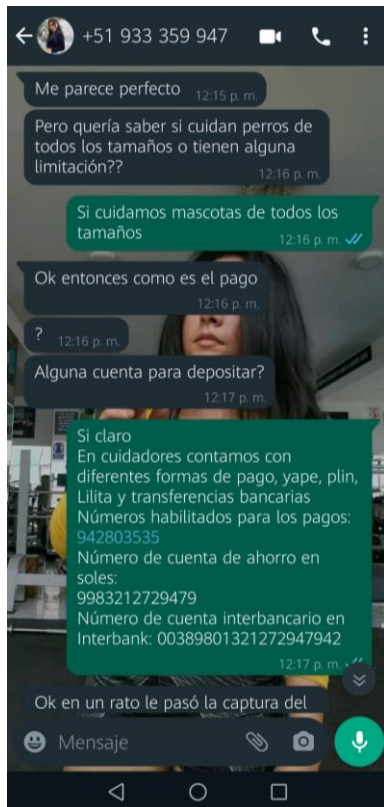 +51 933 359 947
Me parece perfecto
12:15 p. m.
Pero quería saber si cuidan perros de
todos los tamaños o tienen alguna
limitación??
12:16 p. m.
Si cuidamos mascotas de todos los
tamaños
12:16 p. m.
Ok entonces como es el pago
12:16 p. m.
?
12:16 p. m.
Alguna cuenta para depositar?
12:17 p. m.
Si claro
En cuidadores contamos con
diferentes formas de pago, yape, plin,
Lilita y transferencias bancarias
Números habilitados para los pagos:
942803535
Número de cuenta de ahorro en
soles:
9983212729479
Número de cuenta interbancario en
Interbank: 00389801321272947942
12:17 p. m.
Ok en un rato le pasó la captura del
Mensaje